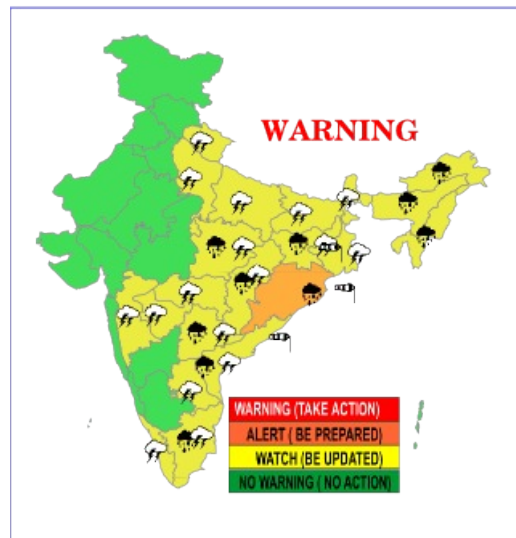 WARNING
WARNING (TAKE ACTION)
ALERT ( BE PREPARED)
WATCH (BE UPDATED)
NO WARNING ( NO ACTION)